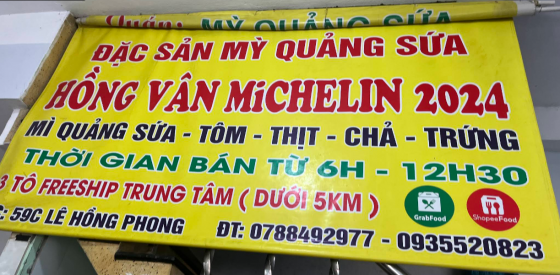 Quán: MỲ QUẢNG SỨA
ĐẶC SẢN MỲ QUẢNG SỨA
HỒNG VÂN MiCHELIN 2024
MÌ QUẢNG SỨA - TÔM - THỊT - CHẢ - TRỨNG
THỜI GIAN BÁN TỪ 6H - 12H30
3 TÔ FREESHIP TRUNG TÂM ( DƯỚI 5KM )
GrabFood
ShopeeFood
C: 59C LÊ HỒNG PHONG ĐT: 0788492977 - 0935520823